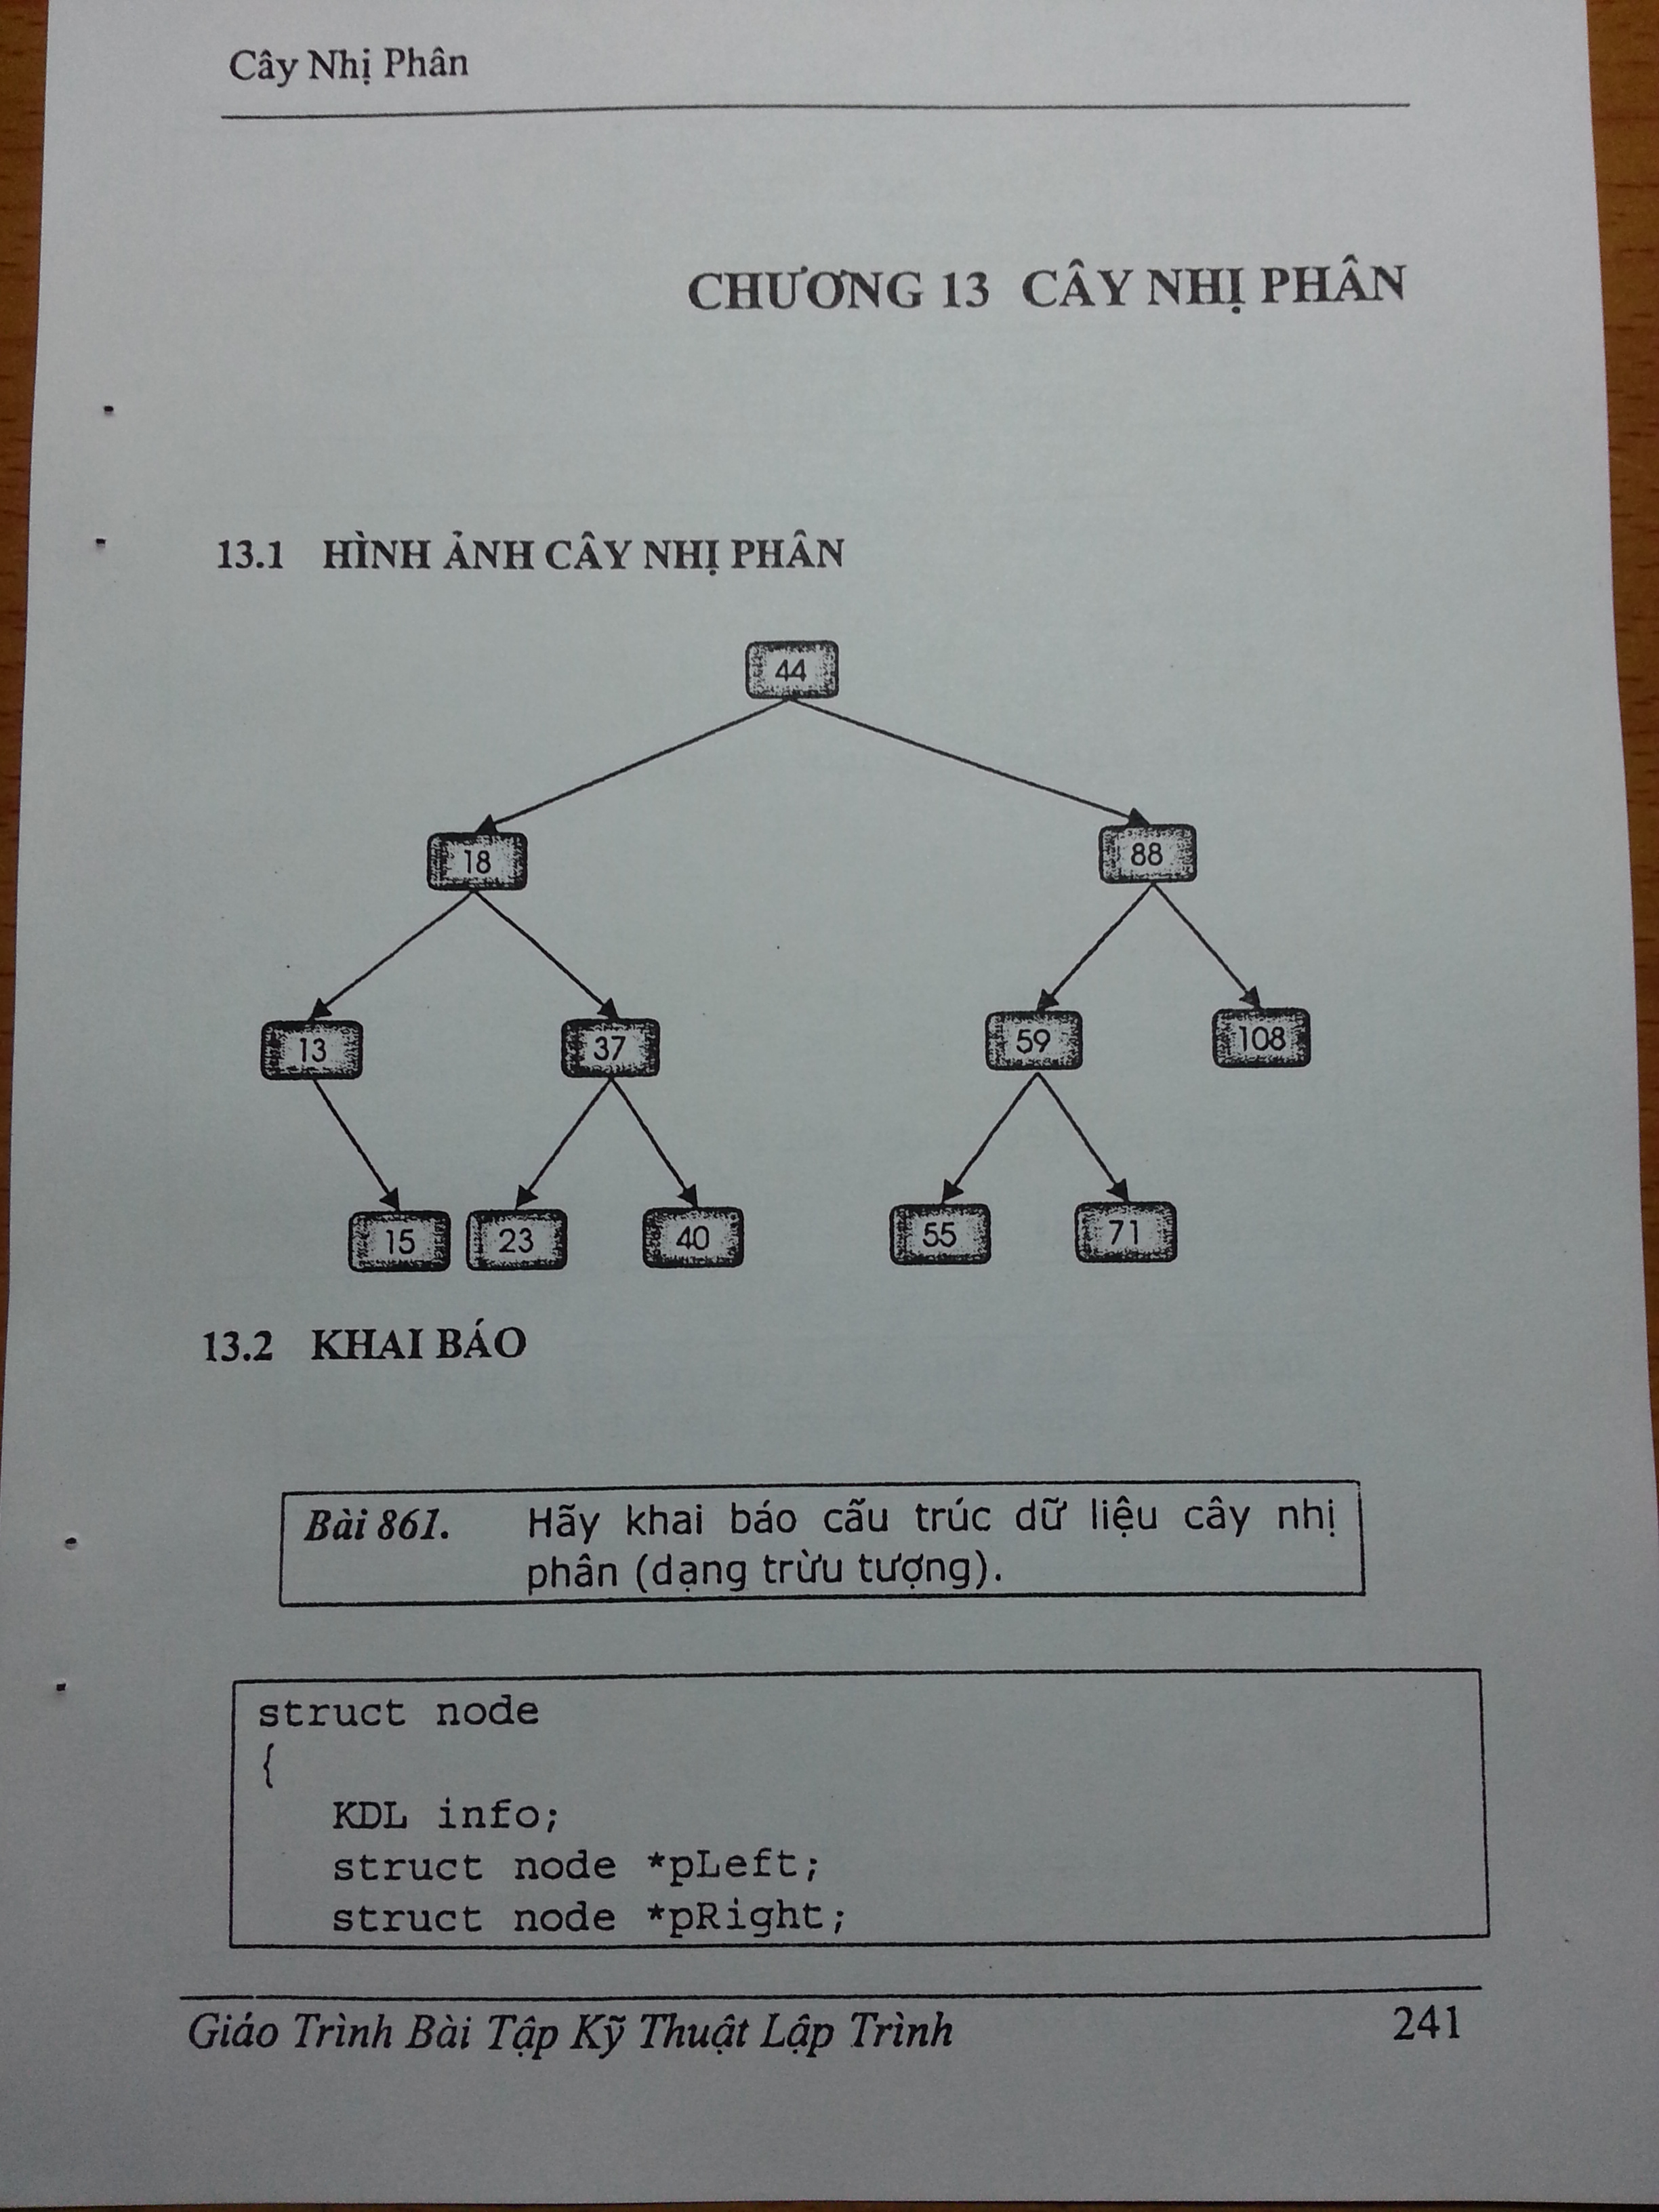 Cây Nhị Phân
CHƯƠNG 13 CÂY NHỊ PHÂN
13.1 HÌNH ẢNH CÂY NHỊ PHÂN
44
18 88
13 37 59 108
15 23 40 55 71
13.2 KHAI BÁO
Bài 861. Hãy khai báo cấu trúc dữ liệu cây nhị
phân (dạng trừu tượng).
struct node
{
KDL info;
struct node *pLeft;
struct node *pRight;
Giáo Trình Bài Tập Kỹ Thuật Lập Trình 241